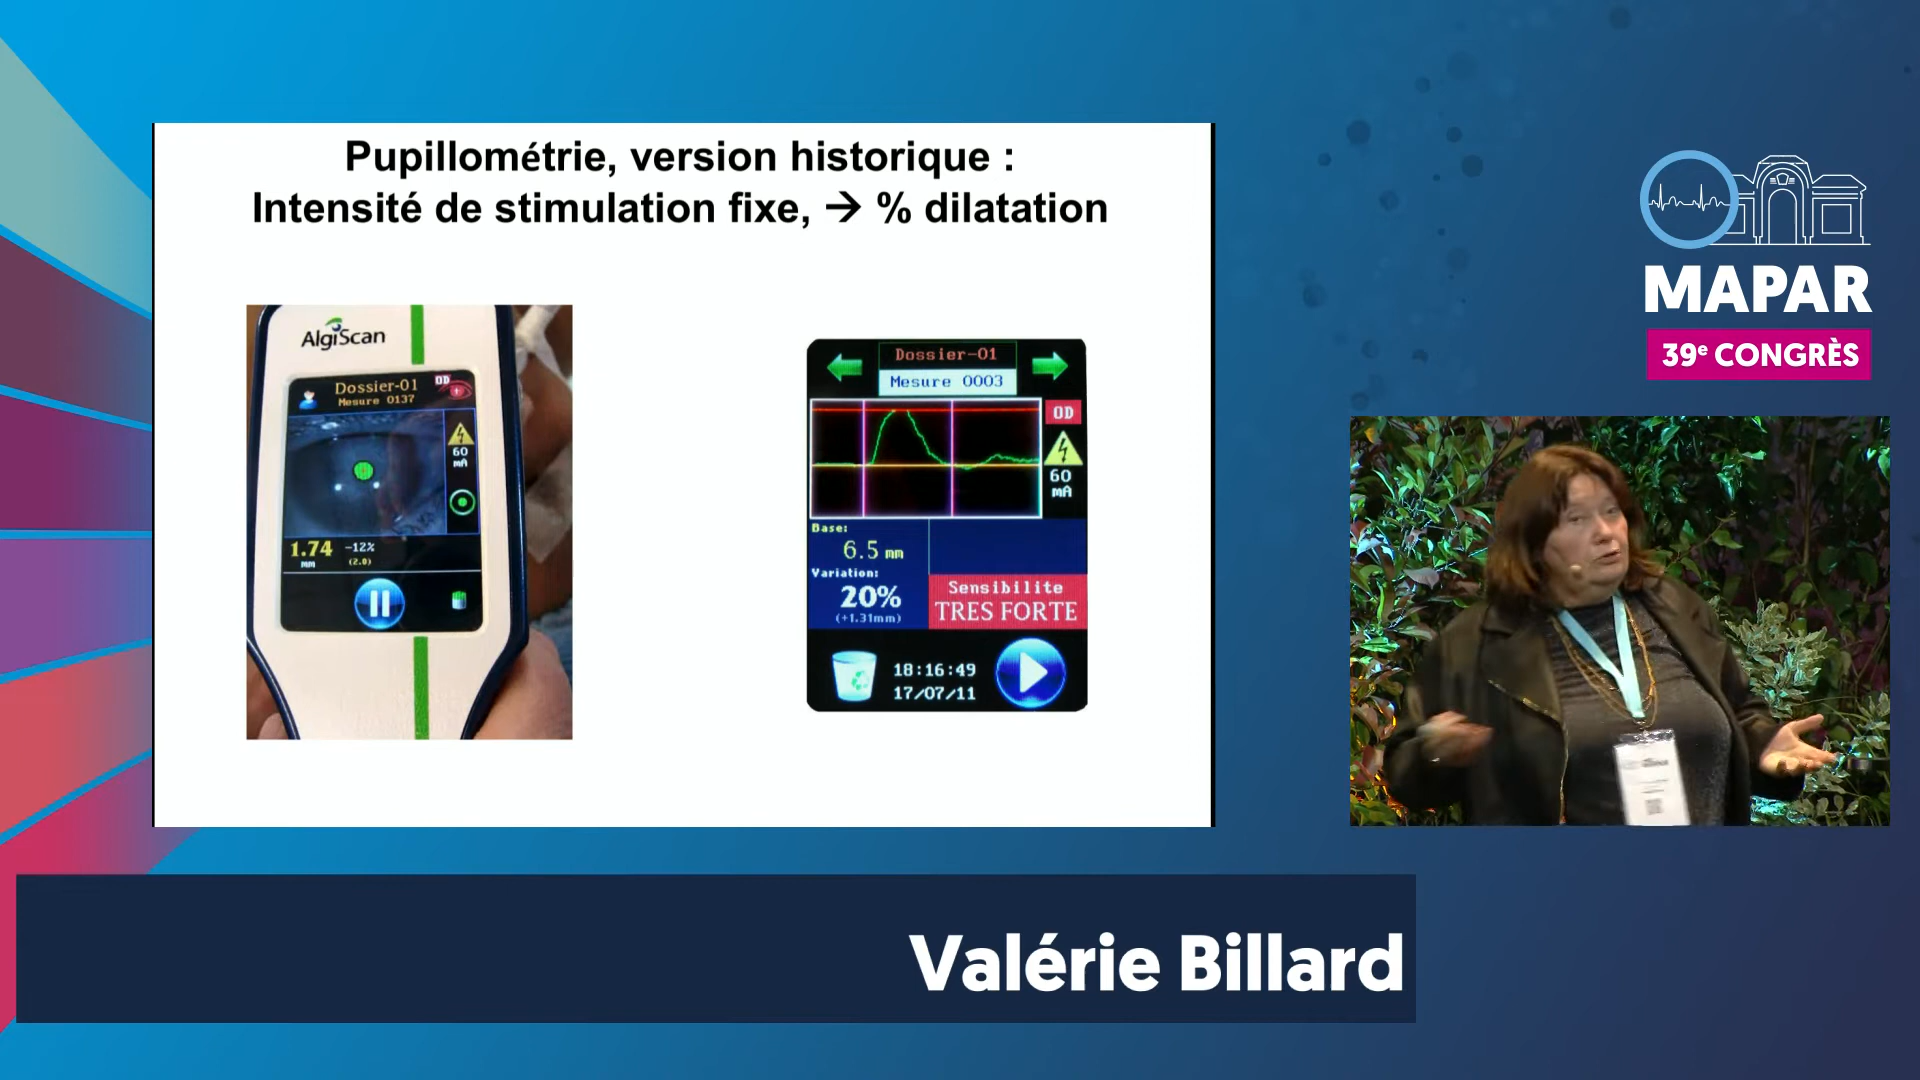 Pupillométrie, version historique :
Intensité de stimulation fixe, → % dilatation
AlgiScan
Dossier-01
OD
Mesure 0137
60
mA
1.74
mm
-12%
(2.0)
Dossier-01
Mesure 0003
OD
60
mA
Base:
6.5 mm
Variation:
20%
(+1.31mm)
Sensibilite
TRES FORTE
18:16:49
17/07/11
MAPAR
39e CONGRÈS
Valérie Billard